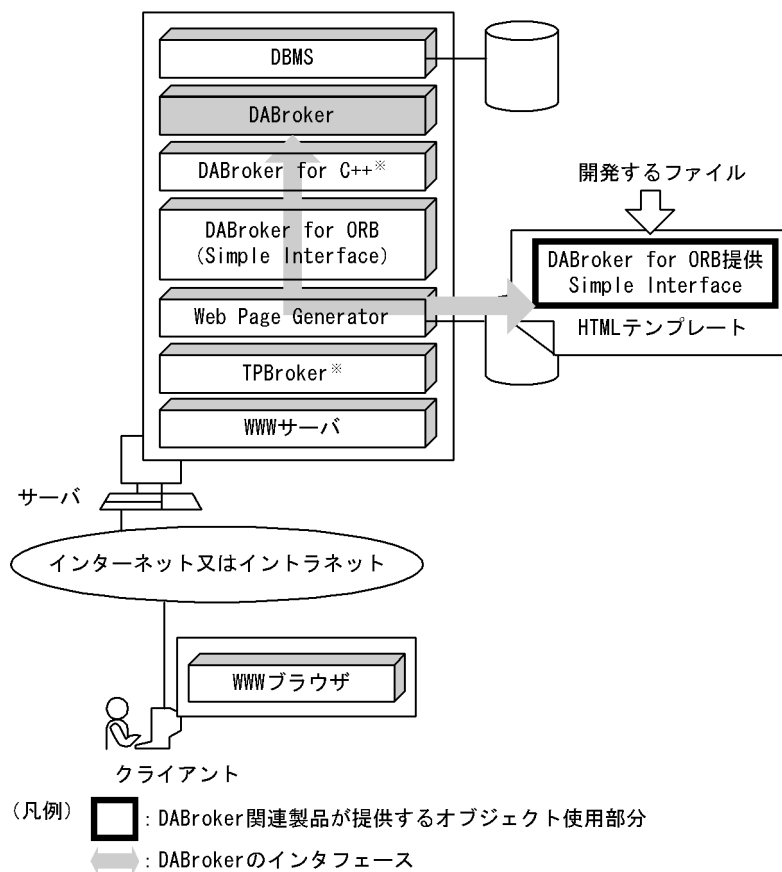 DBMS
DABroker
DABroker for C++※
DABroker for ORB
(Simple Interface)
Web Page Generator
TPBroker※
WWWサーバ
開発するファイル
DABroker for ORB提供
Simple Interface
HTMLテンプレート
サーバ
インターネット又はイントラネット
WWWブラウザ
クライアント
(凡例)
：DABroker関連製品が提供するオブジェクト使用部分
：DABrokerのインタフェース